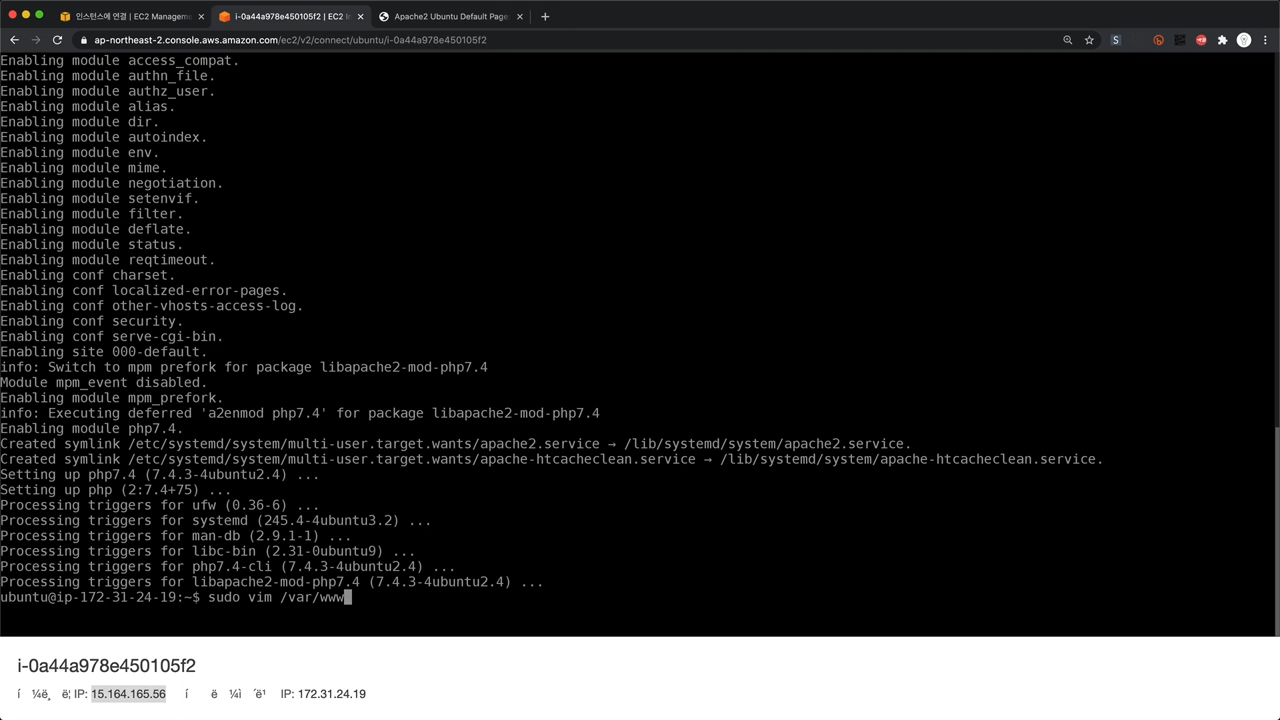 인스턴스에 연결 | EC2 Manageme
i-0a44a978e450105f2 | EC2 I
Apache2 Ubuntu Default Page:
ap-northeast-2.console.aws.amazon.com/ec2/v2/connect/ubuntu/i-0a44a978e450105f2
Enabling module access_compat.
Enabling module authn_file.
Enabling module authz_user.
Enabling module alias.
Enabling module dir.
Enabling module autoindex.
Enabling module env.
Enabling module mime.
Enabling module negotiation.
Enabling module setenvif.
Enabling module filter.
Enabling module deflate.
Enabling module status.
Enabling module reqtimeout.
Enabling conf charset.
Enabling conf localized-error-pages.
Enabling conf other-vhosts-access-log.
Enabling conf security.
Enabling conf serve-cgi-bin.
Enabling site 000-default.
info: Switch to mpm prefork for package libapache2-mod-php7.4
Module mpm_event disabled.
Enabling module mpm_prefork.
info: Executing deferred 'a2enmod php7.4' for package libapache2-mod-php7.4
Enabling module php7.4.
Created symlink /etc/systemd/system/multi-user.target.wants/apache2.service → /lib/systemd/system/apache2.service.
Created symlink /etc/systemd/system/multi-user.target.wants/apache-htcacheclean.service → /lib/systemd/system/apache-htcacheclean.service.
Setting up php7.4 (7.4.3-4ubuntu2.4) ...
Setting up php (2:7.4+75) ...
Processing triggers for ufw (0.36-6) ...
Processing triggers for systemd (245.4-4ubuntu3.2) ...
Processing triggers for man-db (2.9.1-1) ...
Processing triggers for libc-bin (2.31-0ubuntu9) ...
Processing triggers for php7.4-cli (7.4.3-4ubuntu2.4) ...
Processing triggers for libapache2-mod-php7.4 (7.4.3-4ubuntu2.4) ...
ubuntu@ip-172-31-24-19:~$ sudo vim /var/www
i-0a44a978e450105f2
IP: 15.164.165.56 IP: 172.31.24.19